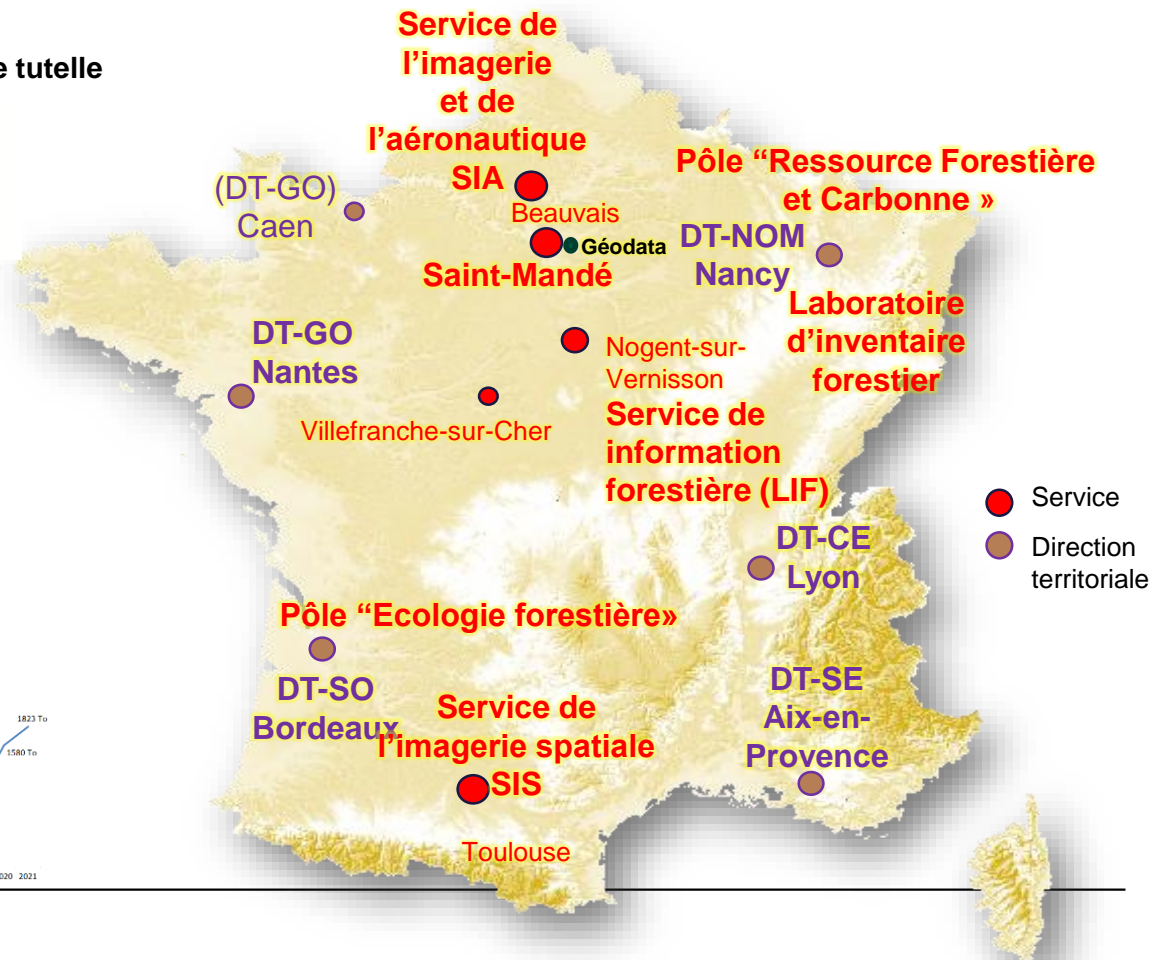 Service de
l’imagerie
et de
l’aéronautique
SIA
e tutelle
Beauvais
Pôle “Ressource Forestière
et Carbonne »
(DT-GO)
Caen
Géodata
Saint-Mandé
DT-NOM
Nancy
Laboratoire
d’inventaire
forestier
DT-GO
Nantes
Nogent-sur-
Vernisson
Villefranche-sur-Cher
Service de
information
forestière (LIF)
Service
Direction
territoriale
DT-CE
Lyon
Pôle “Ecologie forestière»
DT-SO
Bordeaux
Service de
l’imagerie spatiale
SIS
Toulouse
DT-SE
Aix-en-
Provence
1823 To
1580 To
020 2021